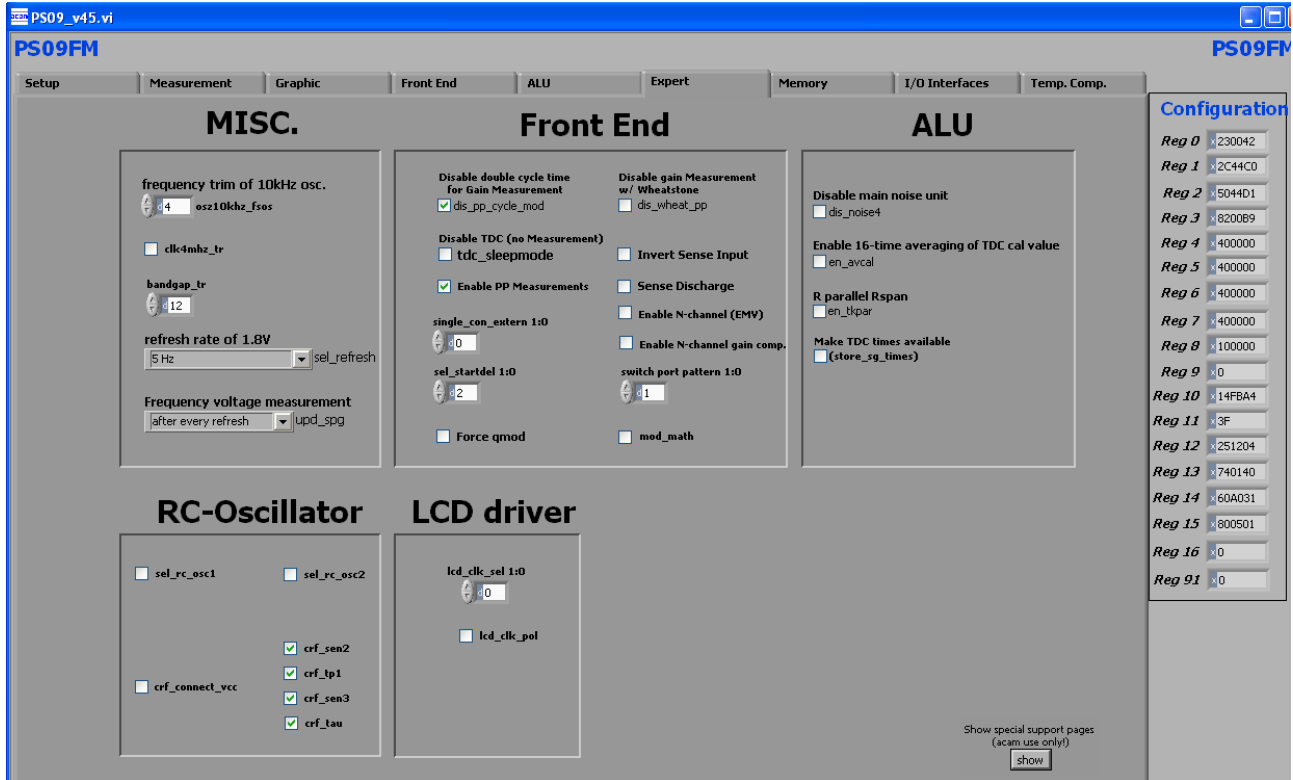 acam PS09_v45.vi
PS09FM PS09FM
Setup Measurement Graphic Front End ALU Expert Memory I/O Interfaces Temp. Comp.
MISC.
frequency trim of 10kHz osc.
d 4 osz10khz_fsos
clk4mhz_tr
bandgap_tr
d 12
refresh rate of 1.8V
5 Hz sel_refresh
Frequency voltage measurement
after every refresh upd_spg
Front End
Disable double cycle time
for Gain Measurement
dis_pp_cycle_mod
Disable gain Measurement
w/ Wheatstone
dis_wheat_pp
Disable TDC (no Measurement)
tdc_sleepmode
Invert Sense Input
Enable PP Measurements
Sense Discharge
Enable N-channel (EMV)
single_con_extern 1:0
d 0
Enable N-channel gain comp.
sel_startdel 1:0
d 2
switch port pattern 1:0
d 1
Force qmod
mod_math
ALU
Disable main noise unit
dis_noise4
Enable 16-time averaging of TDC cal value
en_avcal
R parallel Rspan
en_tkpar
Make TDC times available
(store_sg_times)
RC-Oscillator
sel_rc_osc1 sel_rc_osc2
crf_sen2
crf_tp1
crf_connect_vcc
crf_sen3
crf_tau
LCD driver
lcd_clk_sel 1:0
d 0
lcd_clk_pol
Show special support pages
(acam use only!)
show
Configuration
Reg 0 x 230042
Reg 1 x 2C44C0
Reg 2 x 5044D1
Reg 3 x 8200B9
Reg 4 x 400000
Reg 5 x 400000
Reg 6 x 400000
Reg 7 x 400000
Reg 8 x 100000
Reg 9 x 0
Reg 10 x 14FBA4
Reg 11 x 3F
Reg 12 x 251204
Reg 13 x 740140
Reg 14 x 60A031
Reg 15 x 800501
Reg 16 x 0
Reg 91 x 0